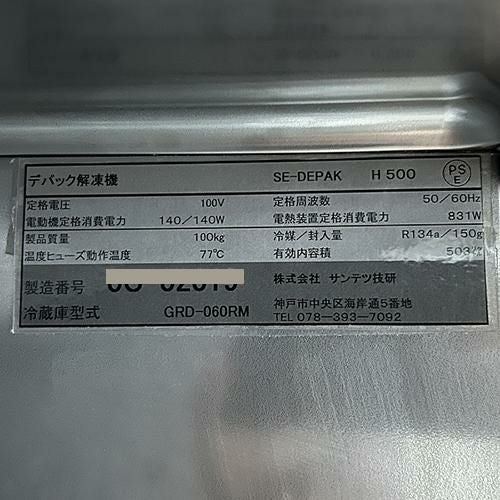 デパック解凍機 SE-DEPAK H 500 PS E
定格電圧 100V 定格周波数 50/60Hz
電動機定格消費電力 140/140W 電熱装置定格消費電力 831W
製品質量 100kg 冷媒/封入量 R134a/150g
温度ヒューズ動作温度 77℃ 有効内容積
製造番号 株式会社 サンテツ技研
冷蔵庫型式 GRD-060RM 神戸市中央区海岸通5番地
TEL 078-393-7092